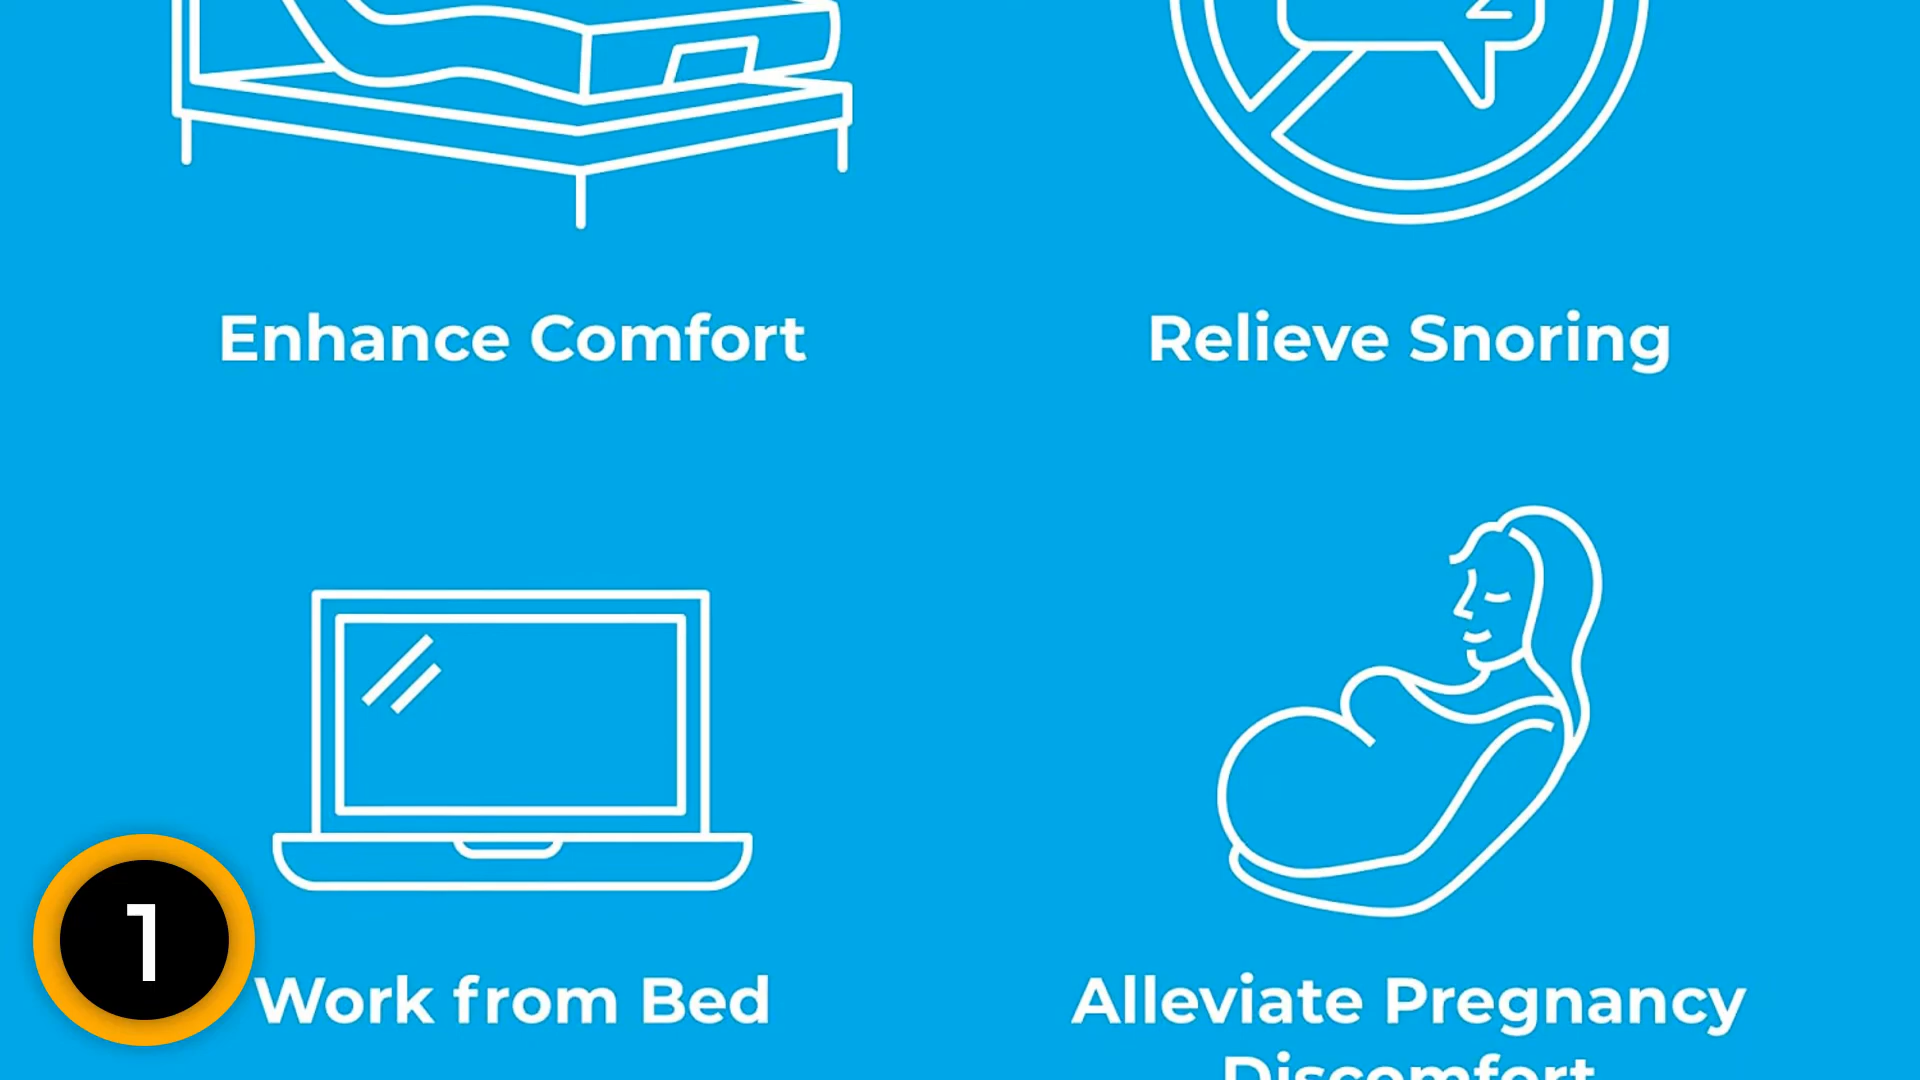 Z
Enhance Comfort
Relieve Snoring
1
Work from Bed
Alleviate Pregnancy
Discomfort